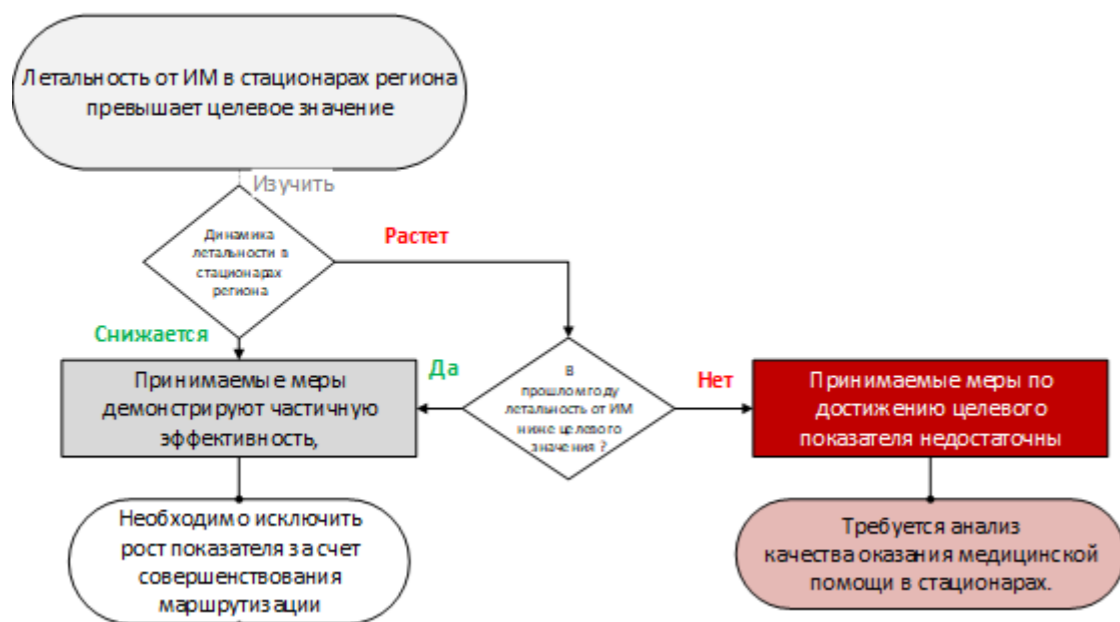 Летальность от ИМ в стационарах региона
превышает целевое значение
Изучить
Динамика
летальности в
стационарах
региона
Растет
Снижается
Принимаемые меры
демонстрируют частичную
эффективность,
Да
В
прошлом году
летальность от ИМ
ниже целевого
значения ?
Нет
Принимаемые меры по
достижению целевого
показателя недостаточны
Необходимо исключить
рост показателя за счет
совершенствования
маршрутизации
Требуется анализ
качества оказания медицинской
помощи в стационарах.